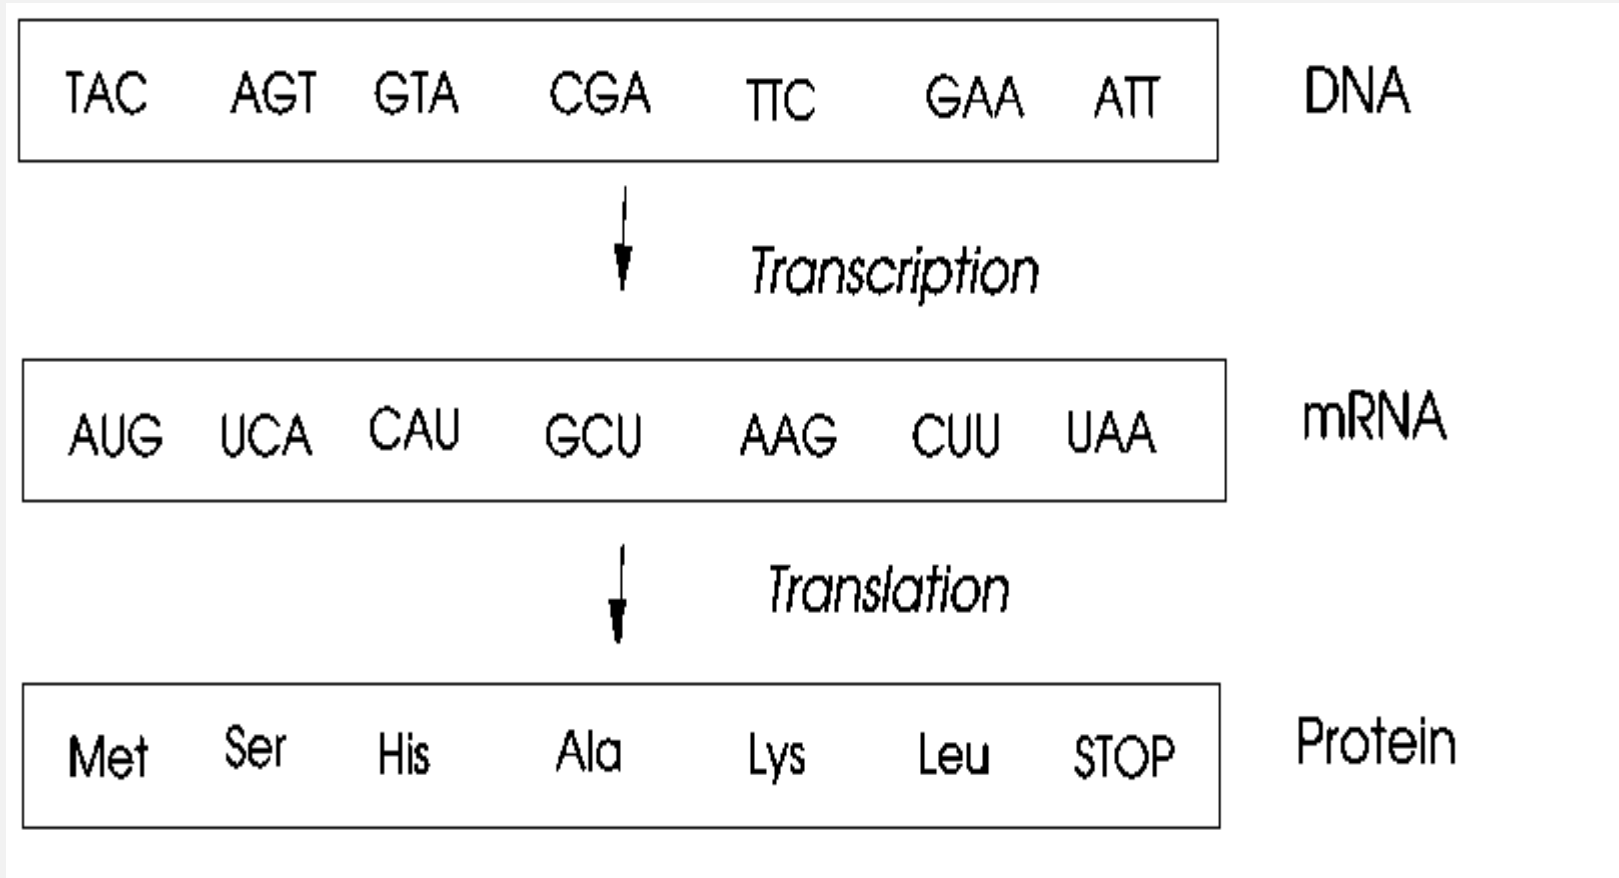 TAC AGT GTA CGA TTC GAA ATT DNA
Transcription
AUG UCA CAU GCU AAG CUU UAA mRNA
Translation
Met Ser His Ala Lys Leu STOP Protein